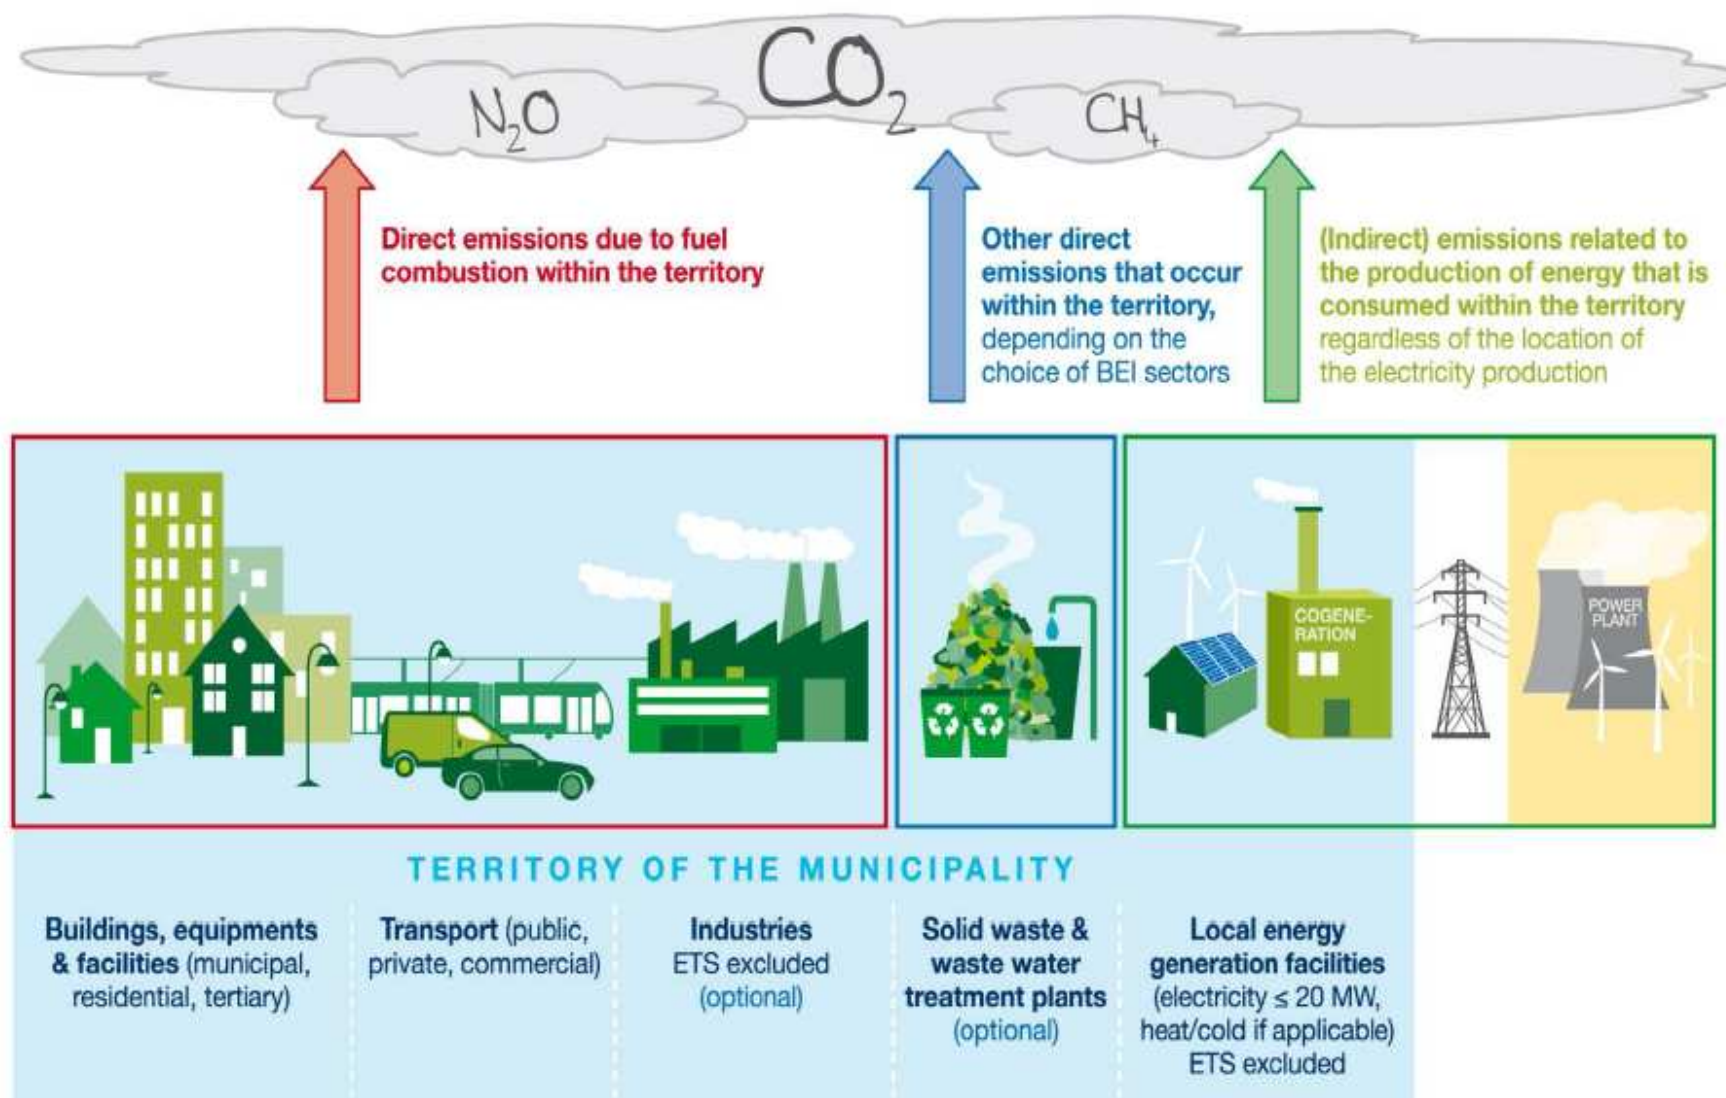 CO₂
N₂O
CH₄
Direct emissions due to fuel
combustion within the territory
Other direct
emissions that occur
within the territory,
depending on the
choice of BEI sectors
(Indirect) emissions related to
the production of energy that is
consumed within the territory
regardless of the location of
the electricity production
COGENE-
RATION
POWER
PLANT
TERRITORY OF THE MUNICIPALITY
Buildings, equipments
& facilities (municipal,
residential, tertiary)
Transport (public,
private, commercial)
Industries
ETS excluded
(optional)
Solid waste &
waste water
treatment plants
(optional)
Local energy
generation facilities
(electricity ≤ 20 MW,
heat/cold if applicable)
ETS excluded